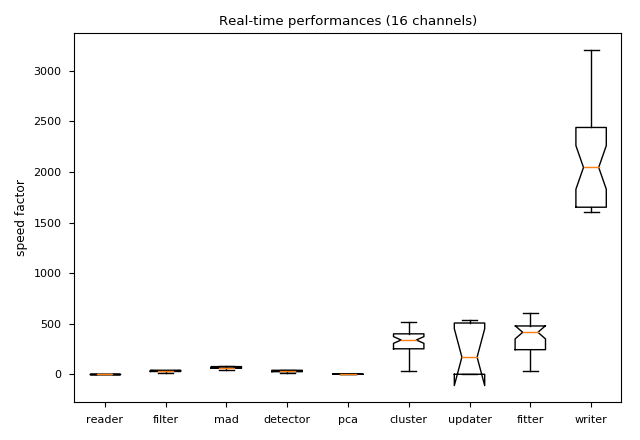 Real-time performances (16 channels)
speed factor
3000
2500
2000
1500
1000
500
0
reader filter mad detector pca cluster updater fitter writer